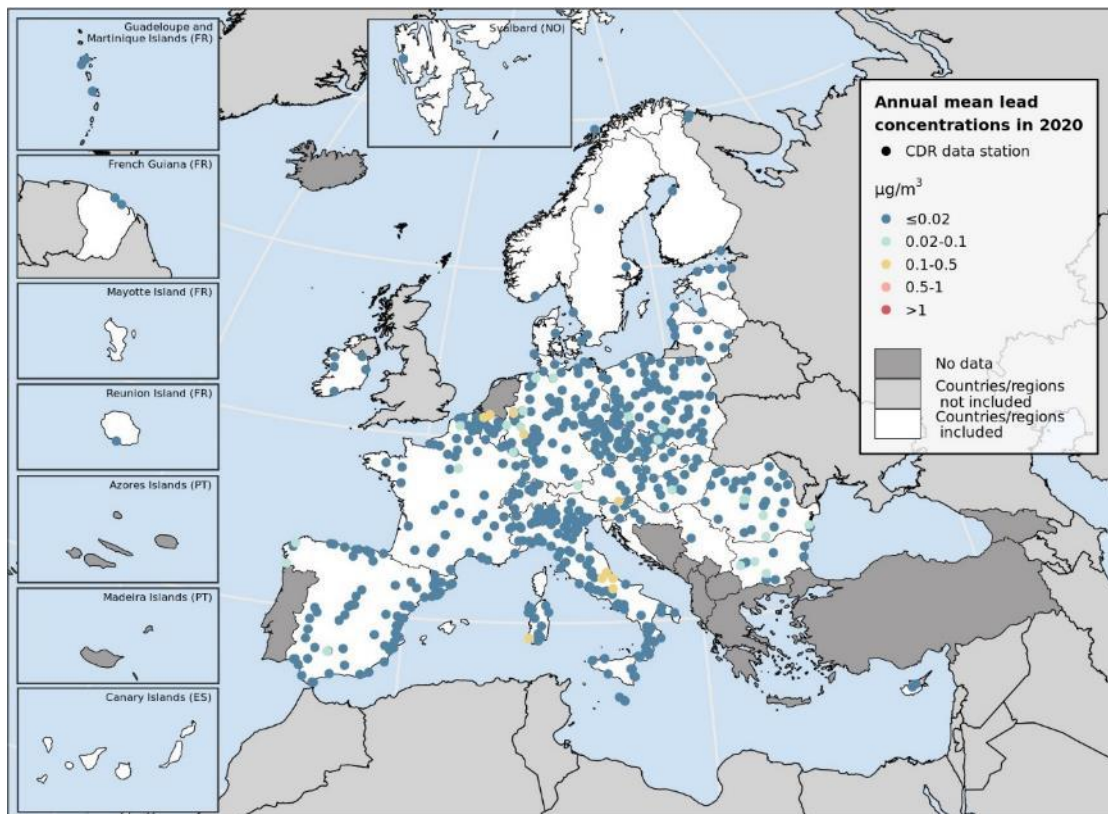 Guadeloupe and
Martinique Islands (FR)
Svalbard (NO)
French Guiana (FR)
Mayotte Island (FR)
Reunion Island (FR)
Azores Islands (PT)
Madeira Islands (PT)
Canary Islands (ES)
Annual mean lead
concentrations in 2020
CDR data station
µg/m³
≤0.02
0.02-0.1
0.1-0.5
0.5-1
>1
No data
Countries/regions
not included
Countries/regions
included